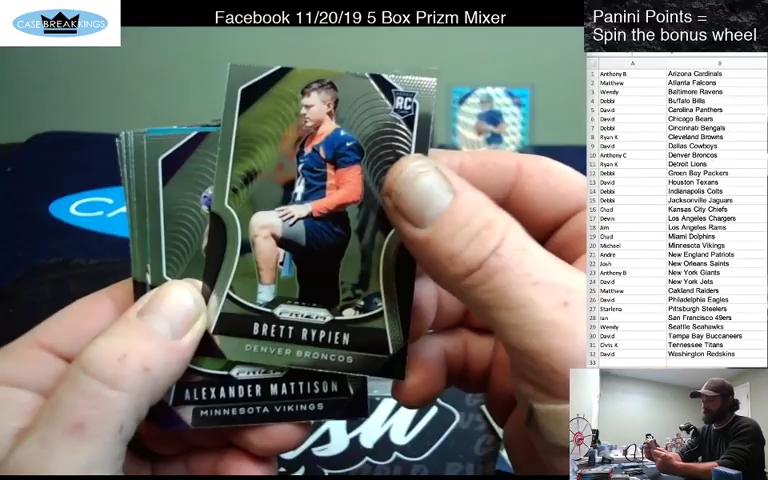 Facebook 11/20/19 5 Box Prizm Mixer
CASE BREAK KINGS
Panini Points =
Spin the bonus wheel
A B
1 Anthony B Arizona Cardinals
2 Matthew Atlanta Falcons
3 Wendy Baltimore Ravens
4 Debbi Buffalo Bills
5 David Carolina Panthers
6 David Chicago Bears
7 Debbi Cincinnati Bengals
8 Ryan K Cleveland Browns
9 David Dallas Cowboys
10 Anthony C Denver Broncos
11 Ryan K Detroit Lions
12 Debbi Green Bay Packers
13 David Houston Texans
14 Debbi Indianapolis Colts
15 Debbi Jacksonville Jaguars
16 Chad Kansas City Chiefs
17 Devin Los Angeles Chargers
18 Jim Los Angeles Rams
19 Chad Miami Dolphins
20 Michael Minnesota Vikings
21 Andre New England Patriots
22 Josh New Orleans Saints
23 Anthony B New York Giants
24 David New York Jets
25 Matthew Oakland Raiders
26 David Philadelphia Eagles
27 Starlena Pittsburgh Steelers
28 Ian San Francisco 49ers
29 Wendy Seattle Seahawks
30 David Tampa Bay Buccaneers
31 Chris K Tennessee Titans
32 David Washington Redskins
33
RC
PANINI
PRIZM
BRETT RYPIEN
DENVER BRONCOS
PRIZM
ALEXANDER MATTISON
MINNESOTA VIKINGS
CA